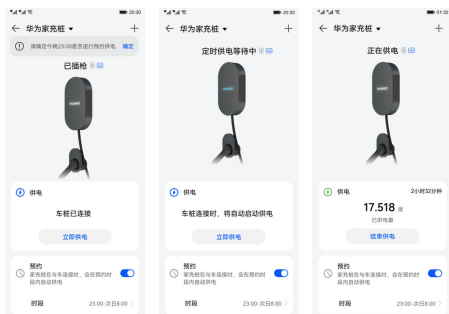 20:30
华为家充桩
请确定今晚23:00是否进行预约供电 确定
已插枪
HUAWEI
供电
车桩已连接
立即供电
预约
家充桩在与车连接时，会在预约时
段内自动供电
时段 23:00-次日8:00
20:30
华为家充桩
定时供电等待中
HUAWEI
供电
车桩连接时，将自动启动供电
立即供电
预约
家充桩在与车连接时，会在预约时
段内自动供电
时段 23:00-次日8:00
01:32
华为家充桩
正在供电
HUAWEI
供电 2小时32分钟
17.518 度
已供电量
结束供电
预约
家充桩在与车连接时，会在预约时
段内自动供电
时段 23:00-次日8:00